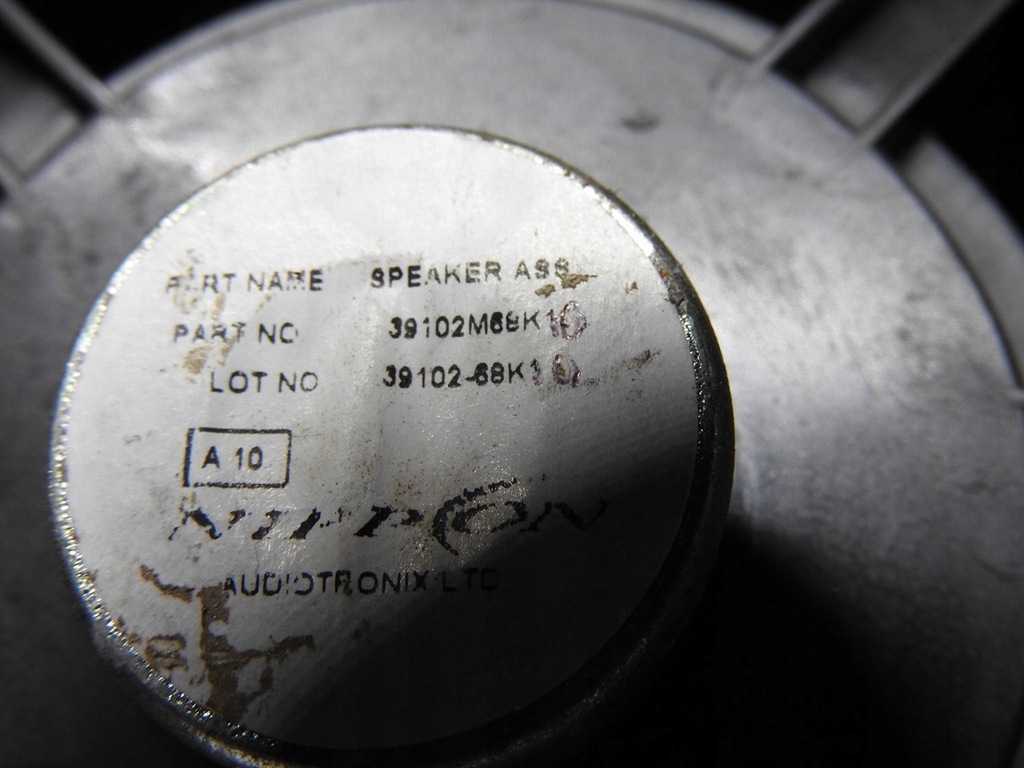 PART NAME SPEAKER ASS
PART NO 39102M68K10
LOT NO 39102-68K10
A 10
NIPPON
AUDIOTRONIX LTD